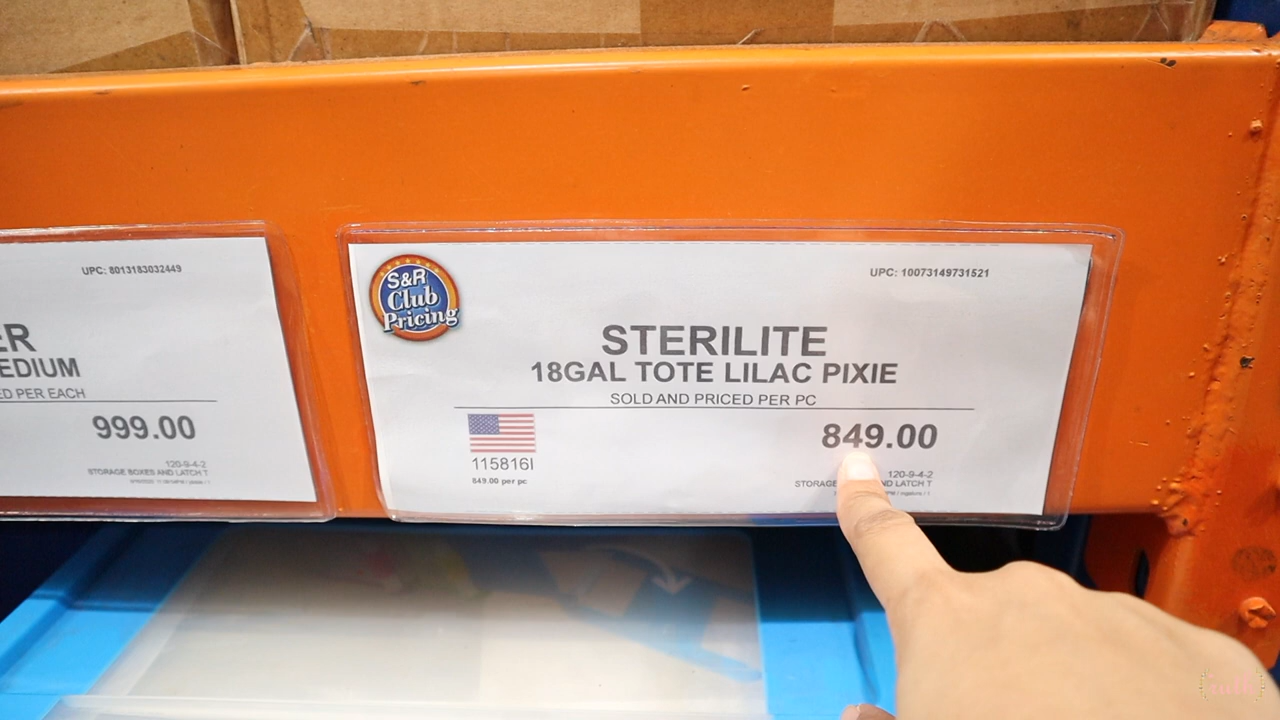 UPC: 8013183032449
ER
EDIUM
ED PER EACH
999.00
120-9-4-2
STORAGE BOXES AND LATCH T
S&R
Club
Pricing
UPC: 10073149731521
STERILITE
18GAL TOTE LILAC PIXIE
SOLD AND PRICED PER PC
849.00
115816I
849.00 per pc
120-9-4-2
STORAGE ND LATCH T